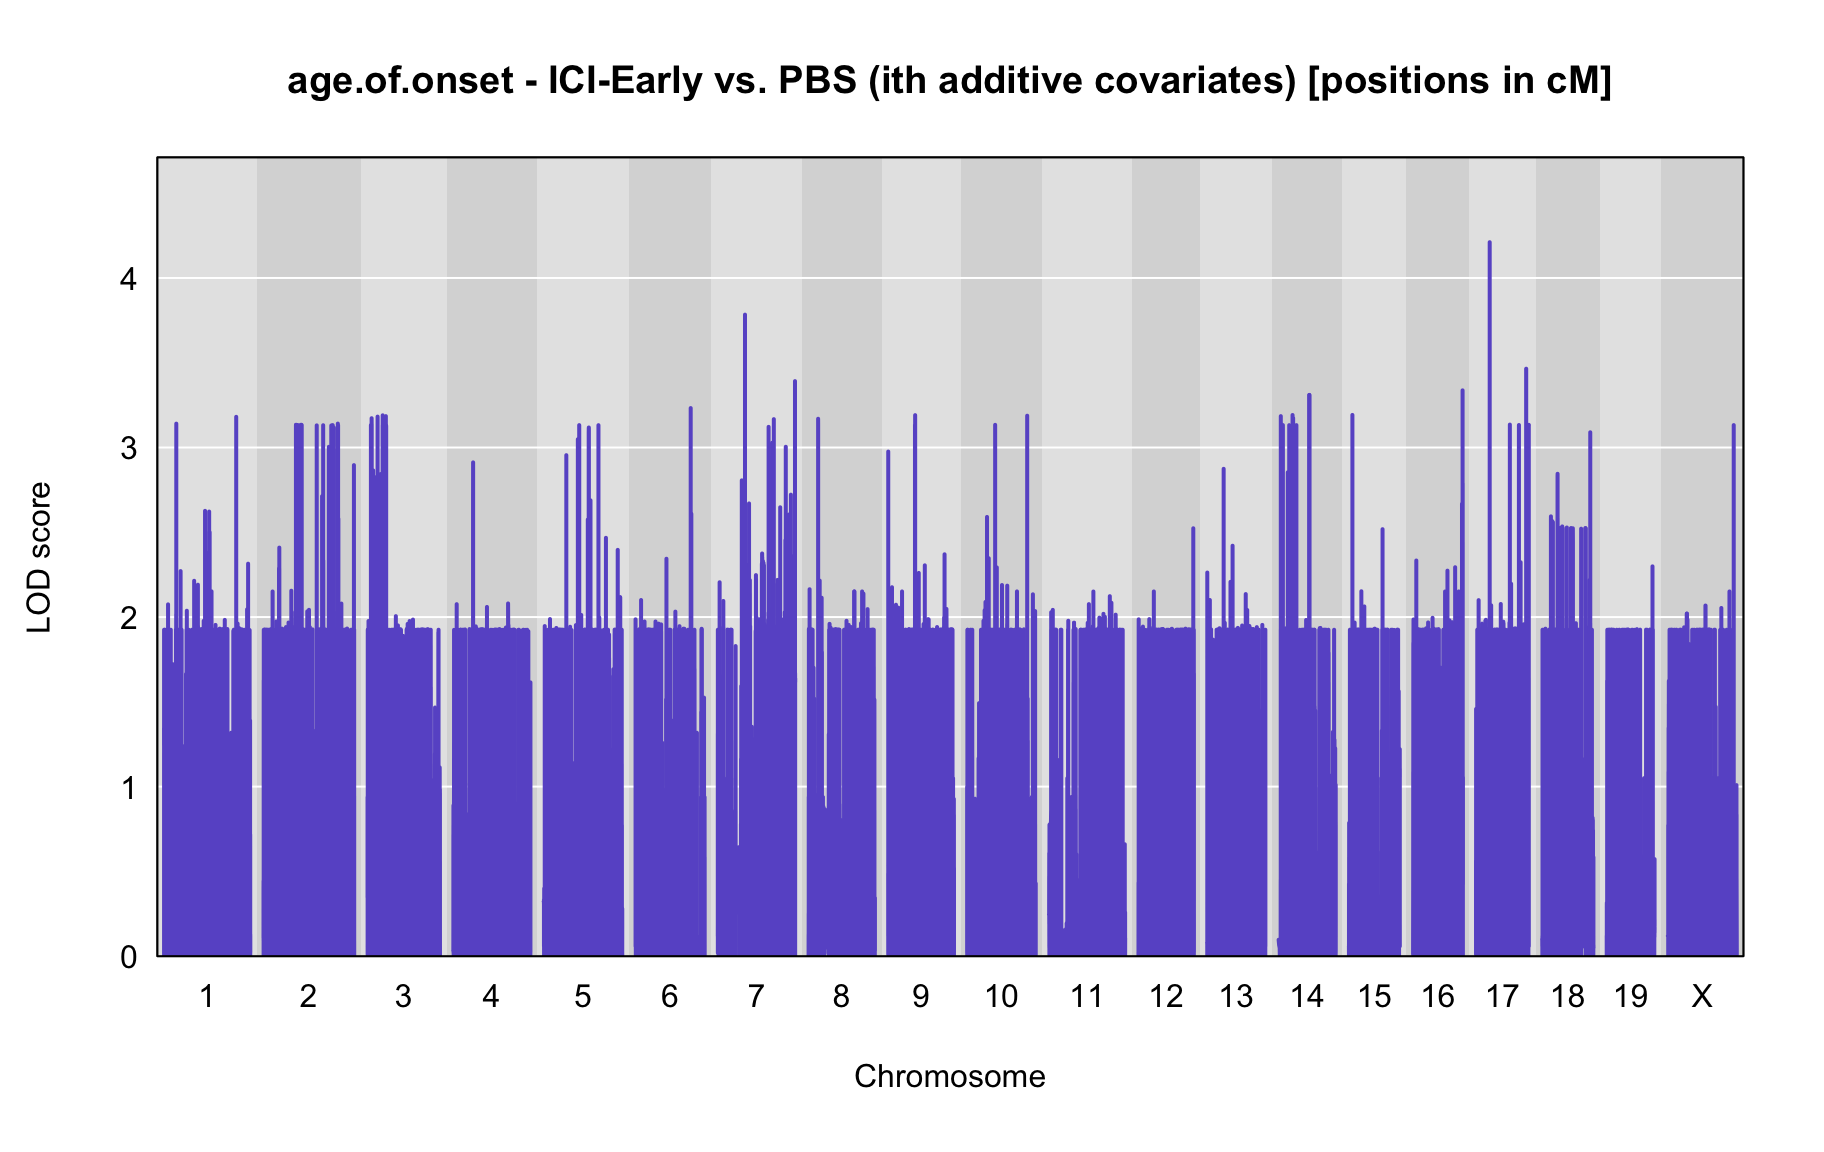 age.of.onset - ICI-Early vs. PBS (ith additive covariates) [positions in cM]
LOD score
4
3
2
1
0
1 2 3 4 5 6 7 8 9 10 11 12 13 14 15 16 17 18 19 X
Chromosome